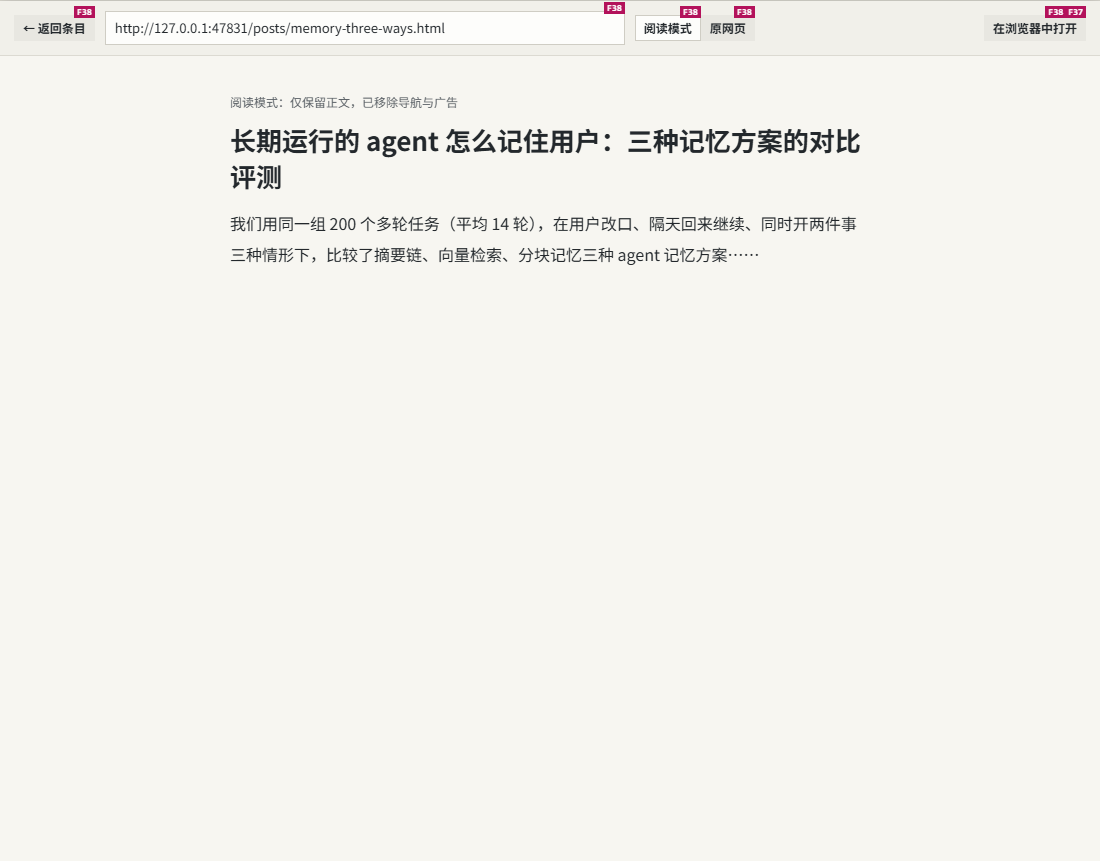 F38
F38
F38
F38
F38 F37
← 返回条目
http://127.0.0.1:47831/posts/memory-three-ways.html
阅读模式
原网页
在浏览器中打开
阅读模式：仅保留正文，已移除导航与广告
长期运行的 agent 怎么记住用户：三种记忆方案的对比
评测
我们用同一组 200 个多轮任务（平均 14 轮），在用户改口、隔天回来继续、同时开两件事
三种情形下，比较了摘要链、向量检索、分块记忆三种 agent 记忆方案……